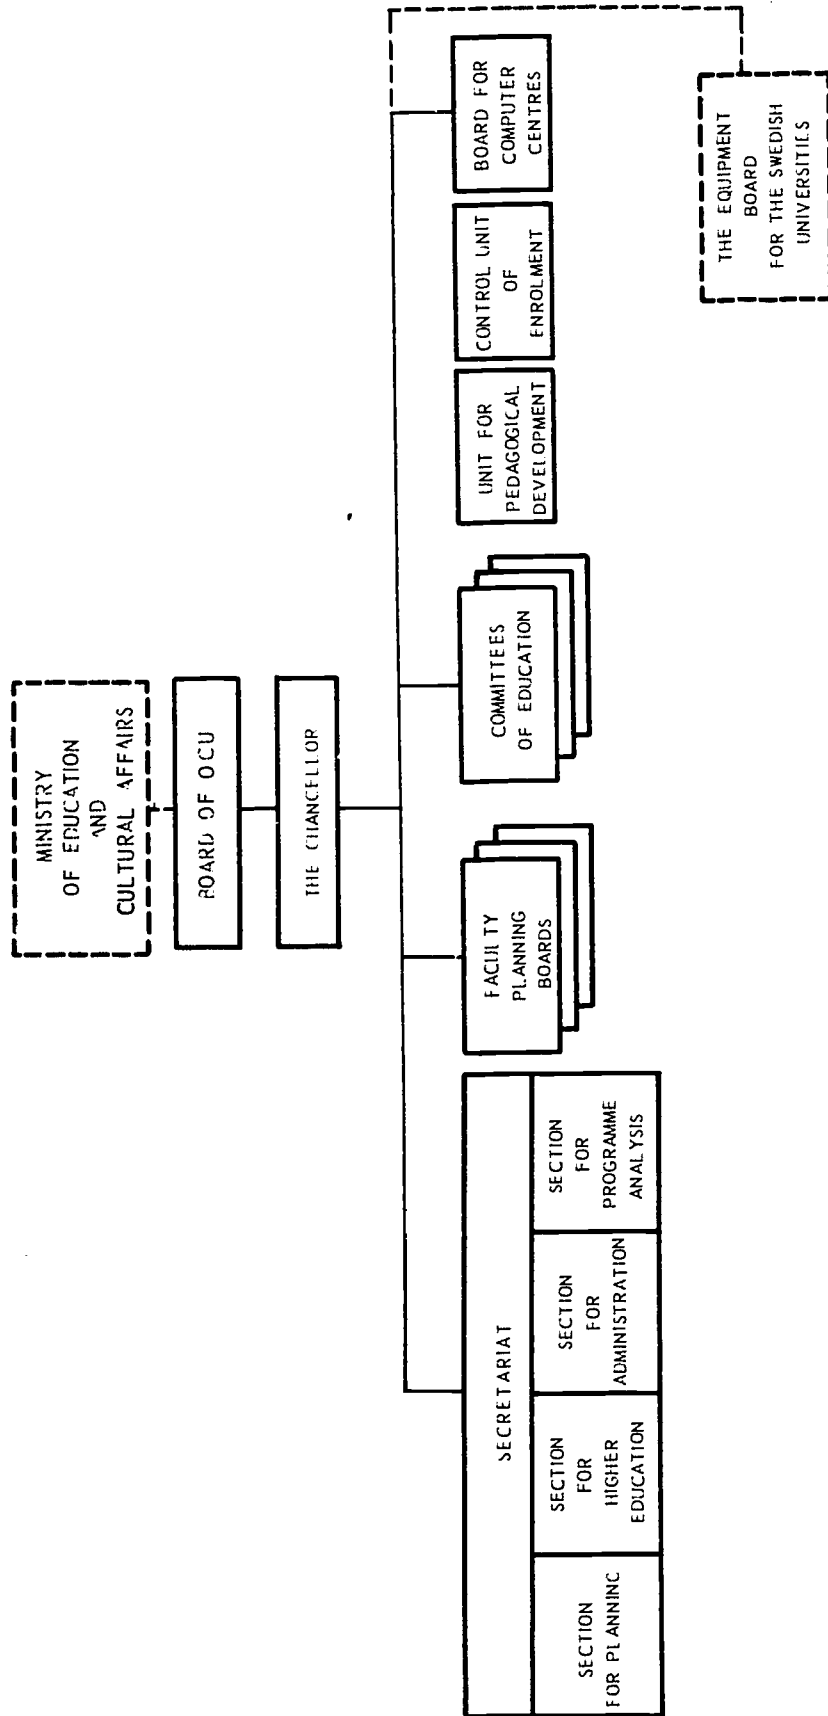 MINISTRY
OF EDUCATION
AND
CULTURAL AFFAIRS
BOARD OF OCU
THE CHANCELLOR
SECRETARIAT
SECTION
FOR PLANNING
SECTION
FOR
HIGHER
EDUCATION
SECTION
FOR
ADMINISTRATION
SECTION
FOR
PROGRAMME
ANALYSIS
FACULTY
PLANNING
BOARDS
COMMITTEES
OF EDUCATION
UNIT FOR
PEDAGOGICAL
DEVELOPMENT
CONTROL UNIT
OF
ENROLMENT
BOARD FOR
COMPUTER
CENTRES
THE EQUIPMENT
BOARD
FOR THE SWEDISH
UNIVERSITIES